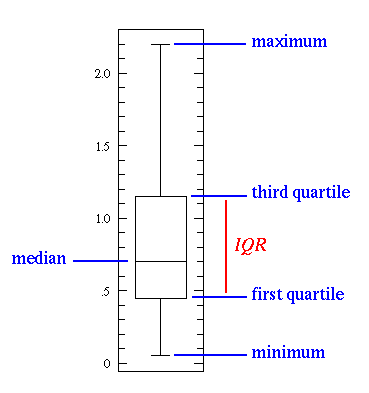 maximum
2.0
1.5
third quartile
1.0
IQR
median
.5
first quartile
minimum
0